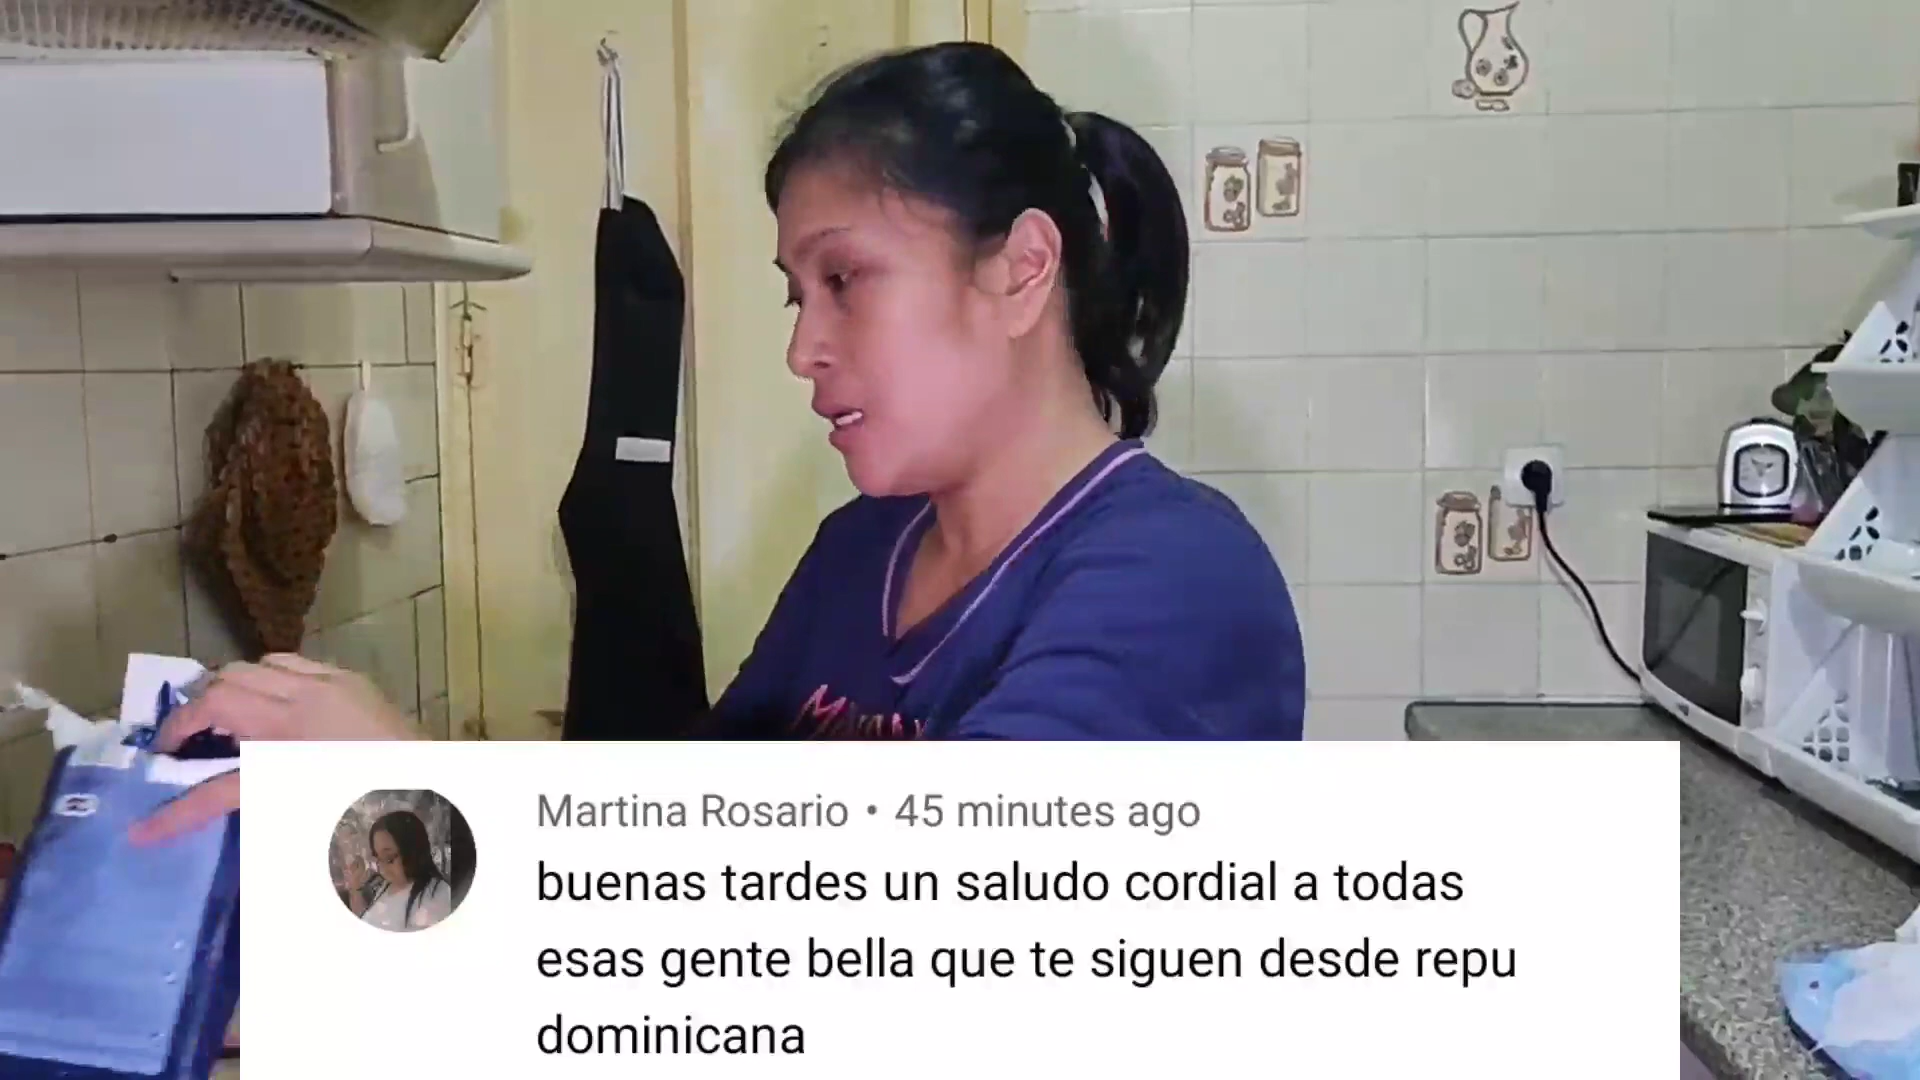 Martina Rosario • 45 minutes ago
buenas tardes un saludo cordial a todas
esas gente bella que te siguen desde repu
dominicana